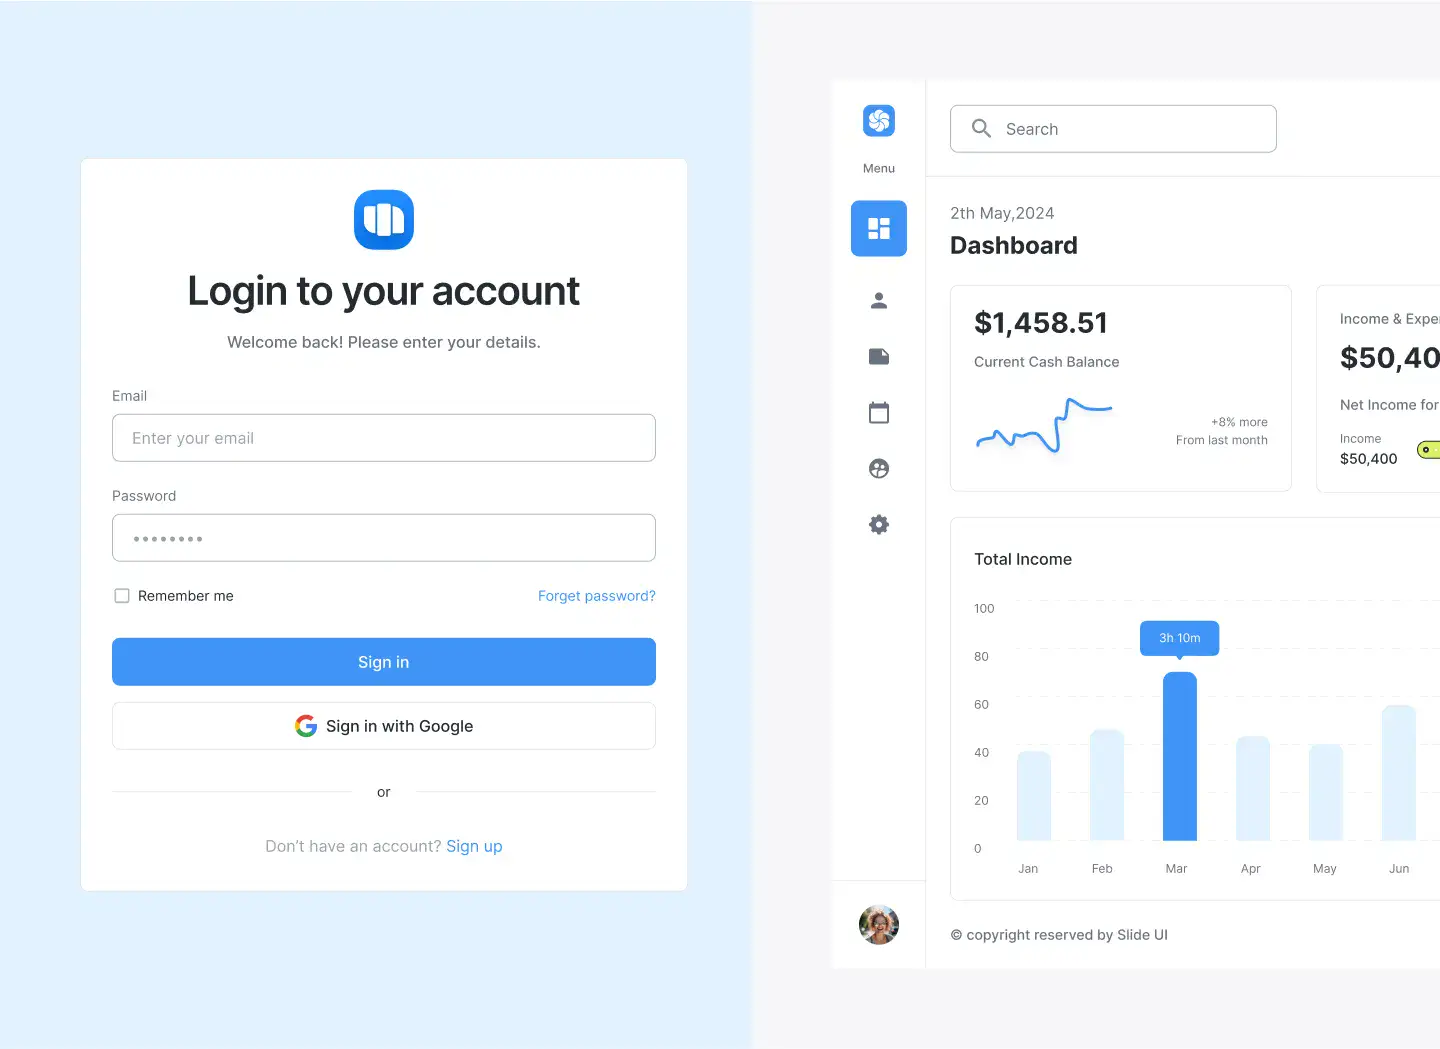 Login to your account
Welcome back! Please enter your details.
Email
Enter your email
Password
Remember me
Forget password?
Sign in
Sign in with Google
or
Don't have an account? Sign up
Menu
Search
2th May,2024
Dashboard
$1,458.51
Current Cash Balance
+8% more
From last month
Income & Expe
$50,40
Net Income for
Income
$50,400
Total Income
100
80
60
40
20
0
3h 10m
Jan
Feb
Mar
Apr
May
Jun
© copyright reserved by Slide UI